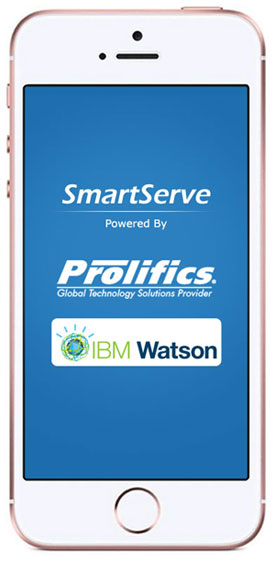 SmartServe
Powered By
Prolifics.
Global Technology Solutions Provider
IBM Watson